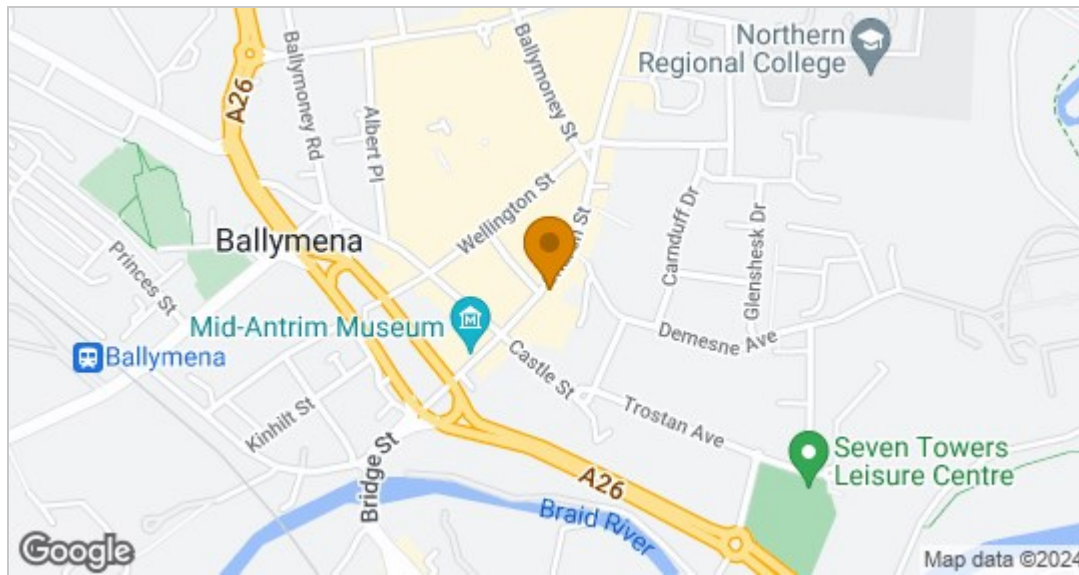 Northern
Regional College
A26
Ballymoney Rd
Albert Pl
Ballymoney St
Wellington St
Carnduff Dr
Glenshesk Dr
Princes St
Ballymena
Mid-Antrim Museum
Demesne Ave
Ballymena
Castle St
Kinhilt St
Trostan Ave
Seven Towers
Leisure Centre
Bridge St
A26
Braid River
Google
Map data ©2024